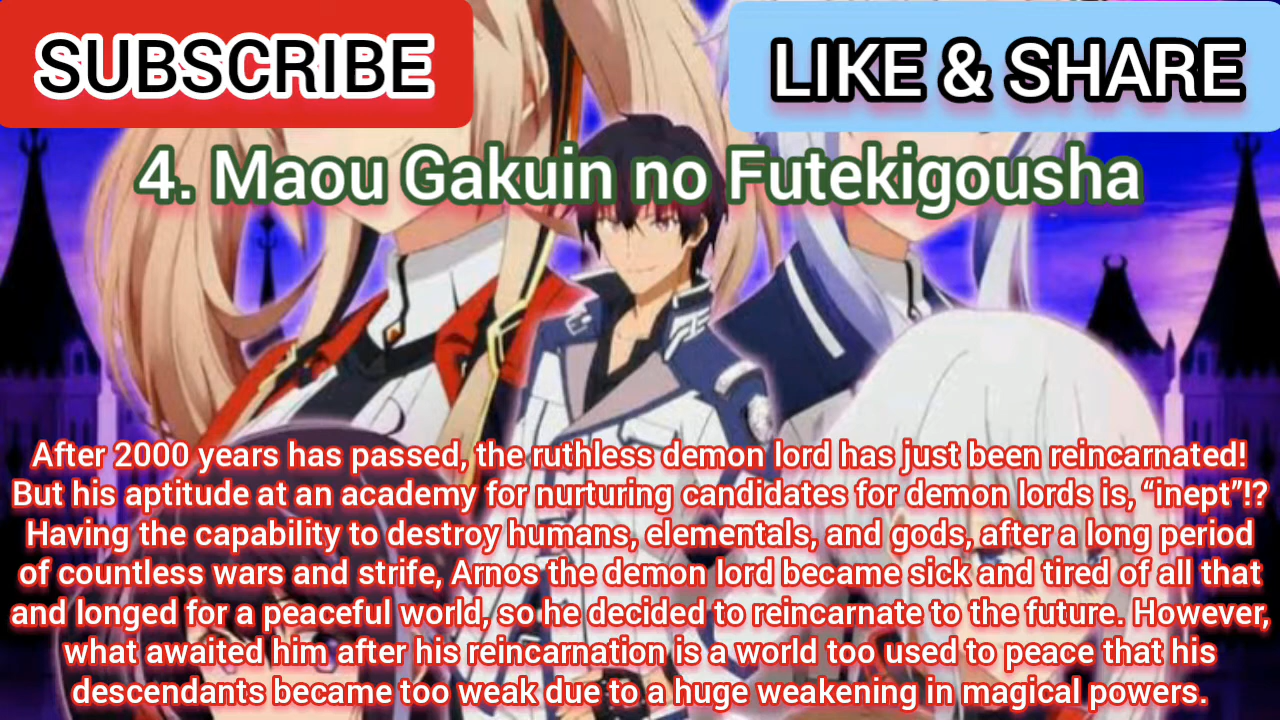 SUBSCRIBE
LIKE & SHARE
4. Maou Gakuin no Futekigousha
After 2000 years has passed, the ruthless demon lord has just been reincarnated!
But his aptitude at an academy for nurturing candidates for demon lords is, “inept”!?
Having the capability to destroy humans, elementals, and gods, after a long period
of countless wars and strife, Arnos the demon lord became sick and tired of all that
and longed for a peaceful world, so he decided to reincarnate to the future. However,
what awaited him after his reincarnation is a world too used to peace that his
descendants became too weak due to a huge weakening in magical powers.